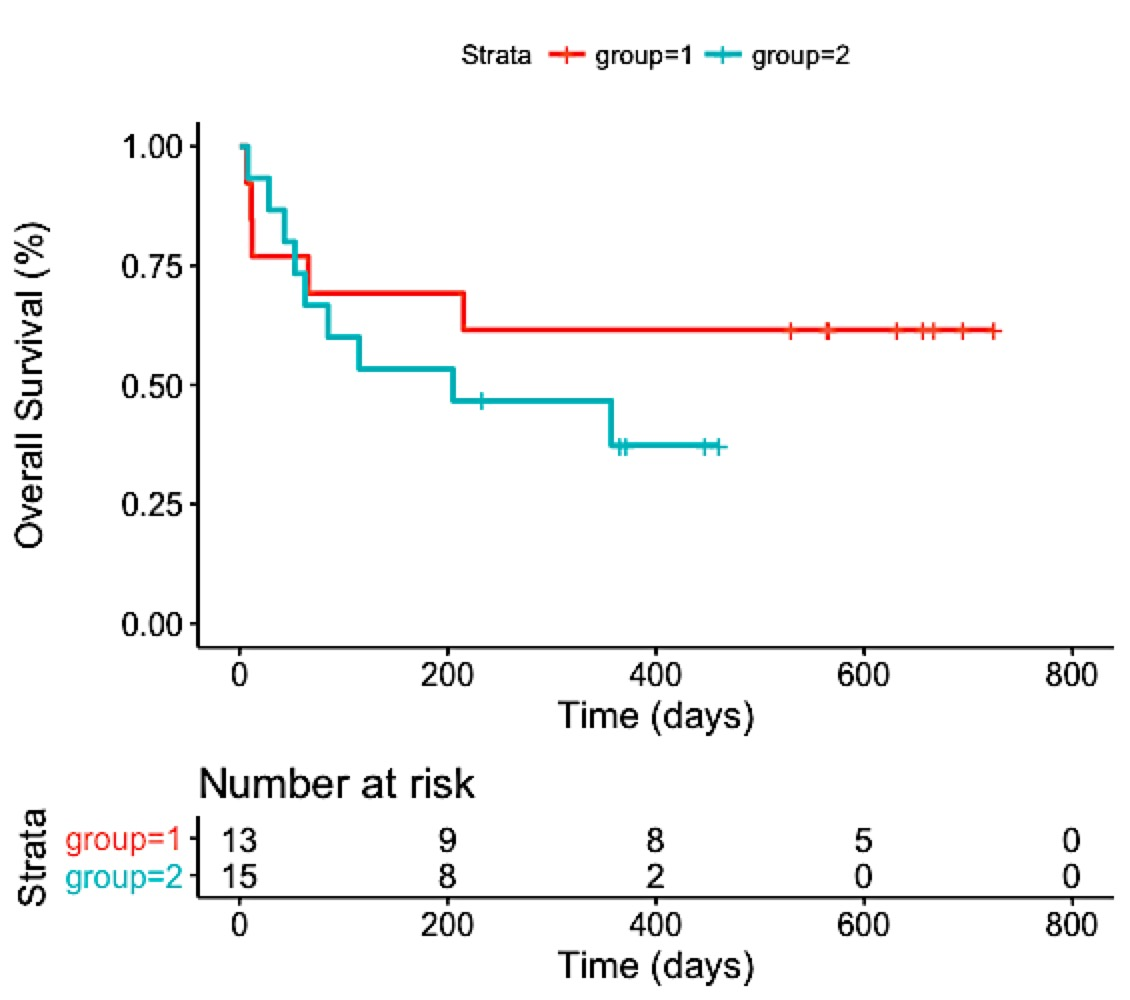 Strata group=1 group=2
Overall Survival (%)
1.00
0.75
0.50
0.25
0.00
0 200 400 600 800
Time (days)
Number at risk
Strata
group=1 13 9 8 5 0
group=2 15 8 2 0 0
0 200 400 600 800
Time (days)